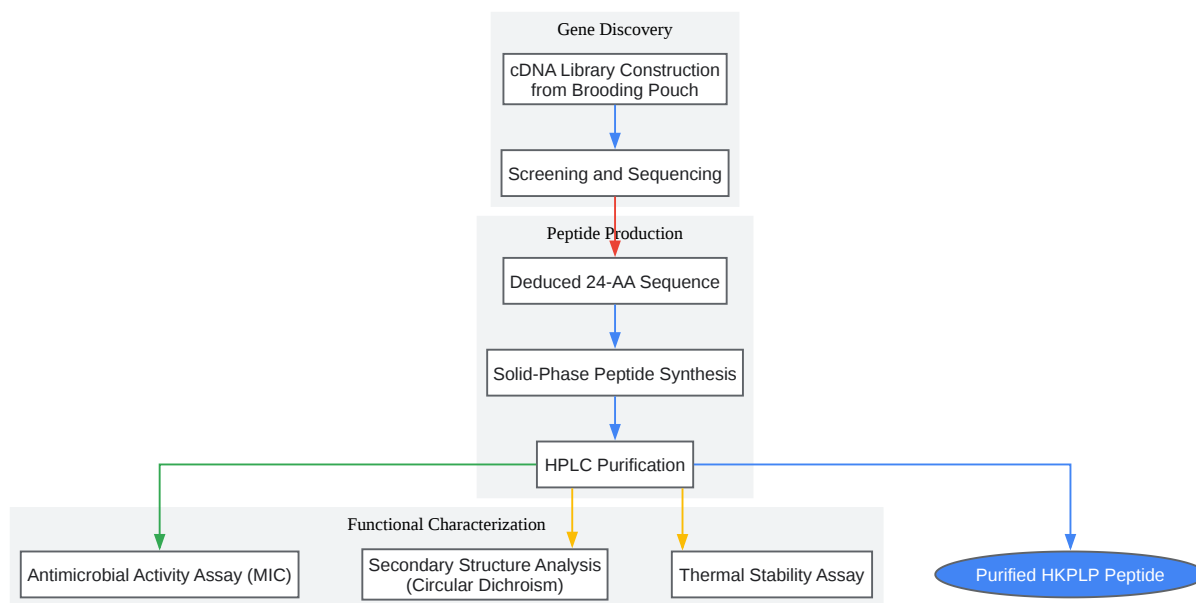 Gene Discovery
cDNA Library Construction
from Brooding Pouch
Screening and Sequencing
Peptide Production
Deduced 24-AA Sequence
Solid-Phase Peptide Synthesis
HPLC Purification
Functional Characterization
Antimicrobial Activity Assay (MIC)
Secondary Structure Analysis
(Circular Dichroism)
Thermal Stability Assay
Purified HKPLP Peptide